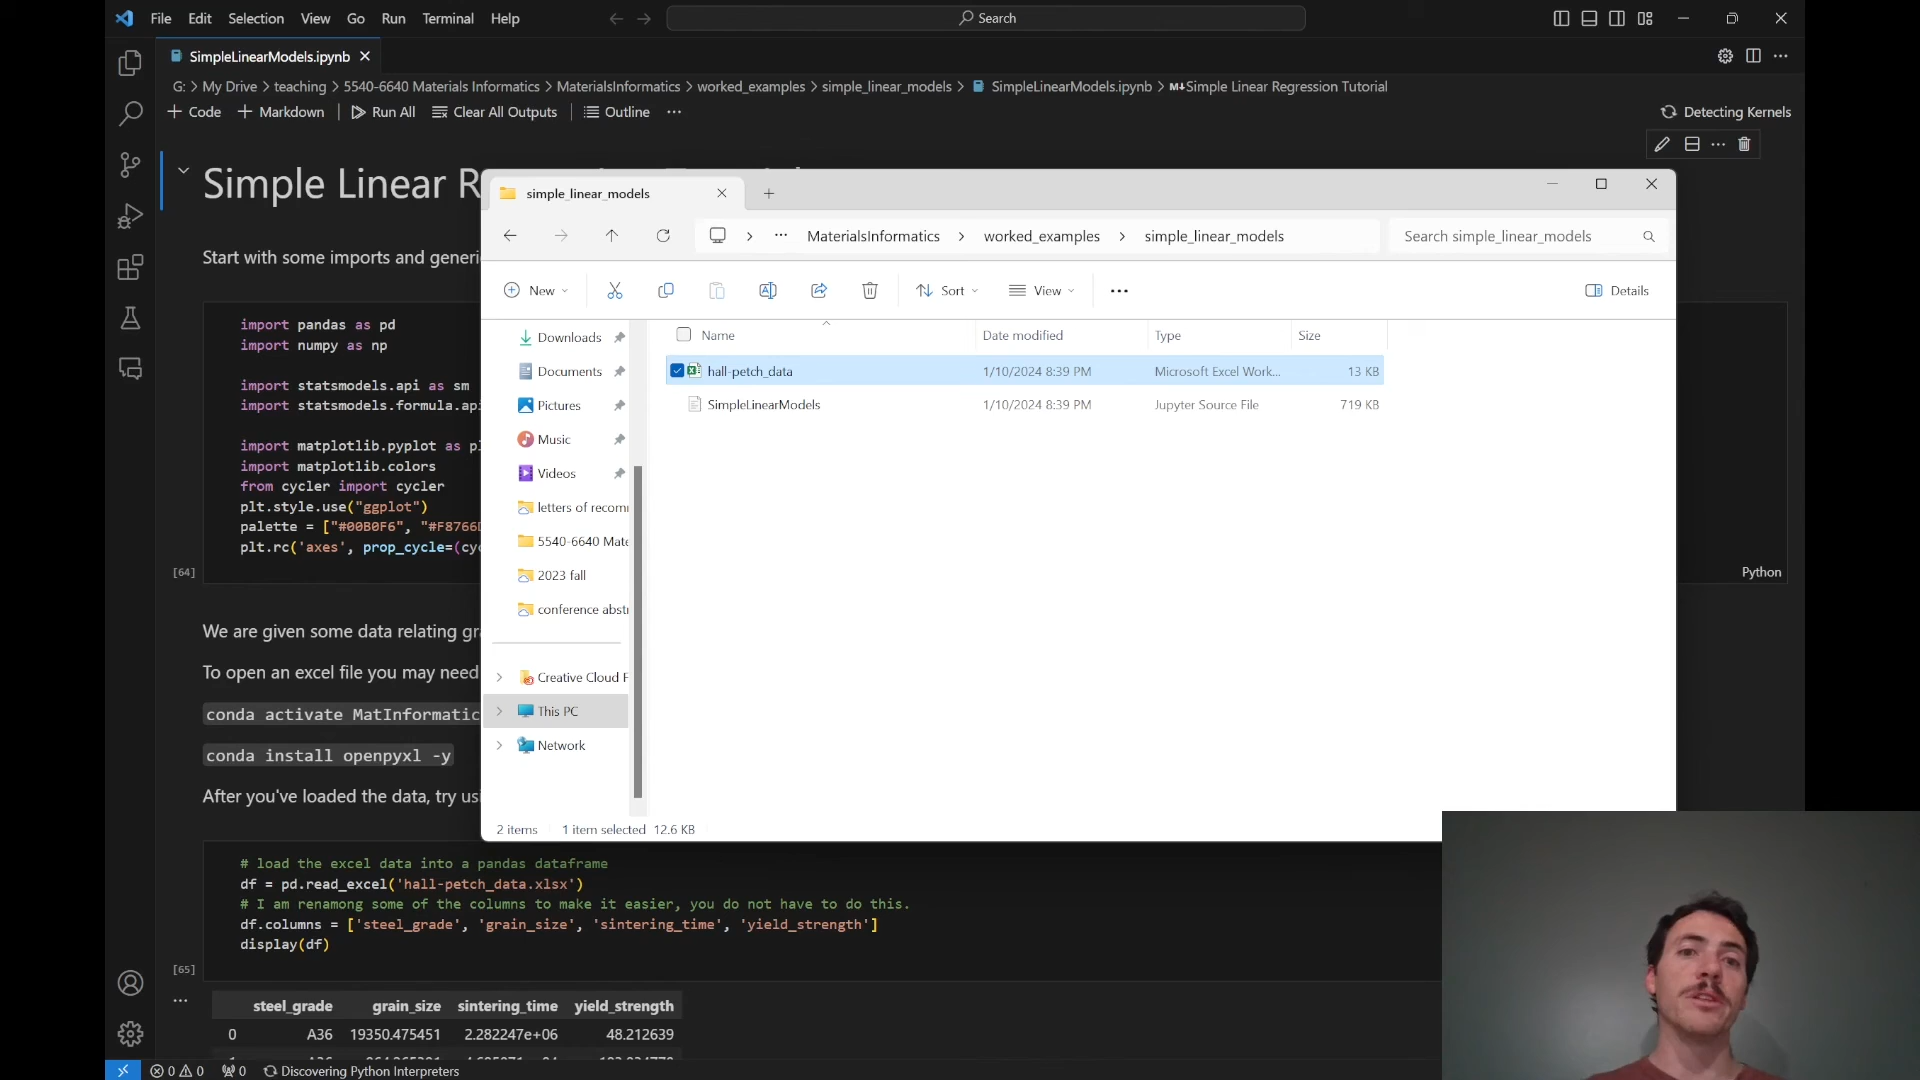 File Edit Selection View Go Run Terminal Help
Search
SimpleLinearModels.ipynb
G: > My Drive > teaching > 5540-6640 Materials Informatics > MaterialsInformatics > worked_examples > simple_linear_models > SimpleLinearModels.ipynb > M↓Simple Linear Regression Tutorial
+ Code + Markdown Run All Clear All Outputs Outline ...
Detecting Kernels
Simple Linear R
Start with some imports and generi
import pandas as pd
import numpy as np
import statsmodels.api as sm
import statsmodels.formula.api
import matplotlib.pyplot as pl
import matplotlib.colors
from cycler import cycler
plt.style.use("ggplot")
palette = ["#00B0F6", "#F8766D
plt.rc('axes', prop_cycle=(cyc
[64]
Python
We are given some data relating gra
To open an excel file you may need
conda activate MatInformatic
conda install openpyxl -y
After you've loaded the data, try usi
# load the excel data into a pandas dataframe
df = pd.read_excel('hall-petch_data.xlsx')
# I am renamong some of the columns to make it easier, you do not have to do this.
df.columns = ['steel_grade', 'grain_size', 'sintering_time', 'yield_strength']
display(df)
[65]
...
steel_grade grain_size sintering_time yield_strength
0 A36 19350.475451 2.282247e+06 48.212639
0 0 0 Discovering Python Interpreters
simple_linear_models
... MaterialsInformatics > worked_examples > simple_linear_models
Search simple_linear_models
New Sort View ... Details
Downloads
Documents
Pictures
Music
Videos
letters of recom
5540-6640 Mate
2023 fall
conference abst
Creative Cloud F
This PC
Network
Name Date modified Type Size
hall-petch_data 1/10/2024 8:39 PM Microsoft Excel Work... 13 KB
SimpleLinearModels 1/10/2024 8:39 PM Jupyter Source File 719 KB
2 items 1 item selected 12.6 KB